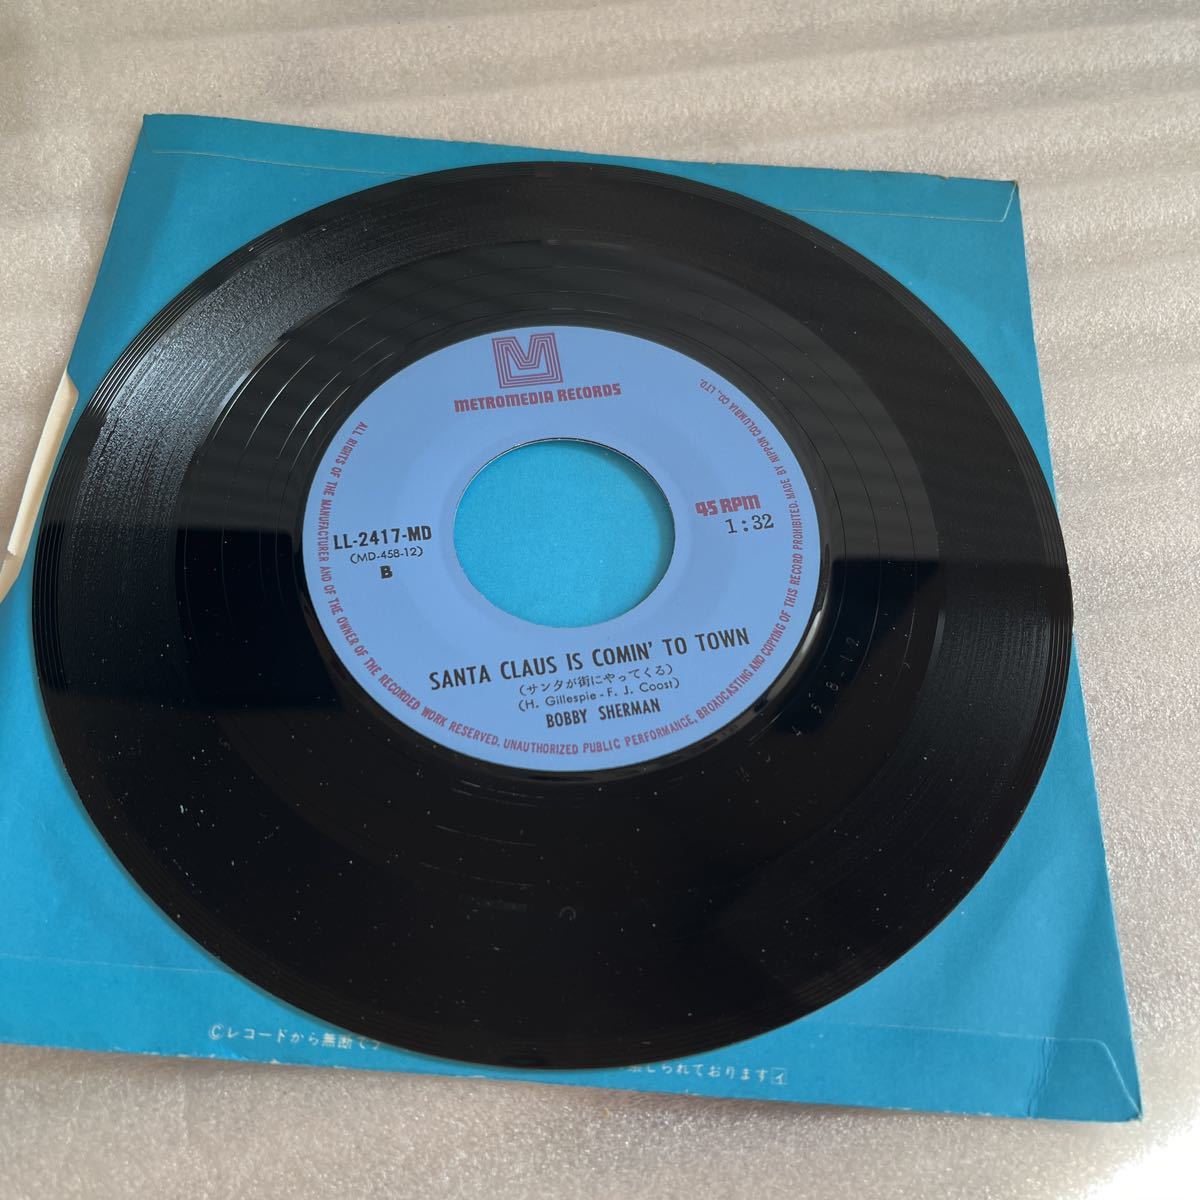 METROMEDIA RECORDS
45 RPM
1:32
LL-2417-MD
(MD-458-12)
B
SANTA CLAUS IS COMIN' TO TOWN
(サンタが街にやってくる)
(H. Gillespie - F. J. Coost)
BOBBY SHERMAN
ALL RIGHTS OF THE MANUFACTURER AND OF THE OWNER OF THE RECORDED WORK RESERVED. UNAUTHORIZED PUBLIC PERFORMANCE, BROADCASTING AND COPYING OF THIS RECORD PROHIBITED. MADE BY NIPPON COLUMBIA CO., LTD.
458-12
Ⓒレコードから無断でテ
じられております イ